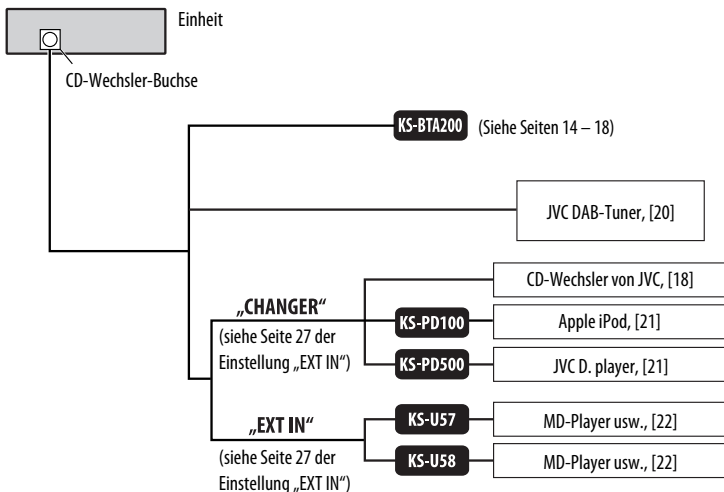 Einheit
CD-Wechsler-Buchse
KS-BTA200 (Siehe Seiten 14 – 18)
JVC DAB-Tuner, [20]
CD-Wechsler von JVC, [18]
„CHANGER“
(siehe Seite 27 der
Einstellung „EXT IN“)
KS-PD100 Apple iPod, [21]
KS-PD500 JVC D. player, [21]
„EXT IN“
(siehe Seite 27 der
Einstellung „EXT IN“)
KS-U57 MD-Player usw., [22]
KS-U58 MD-Player usw., [22]